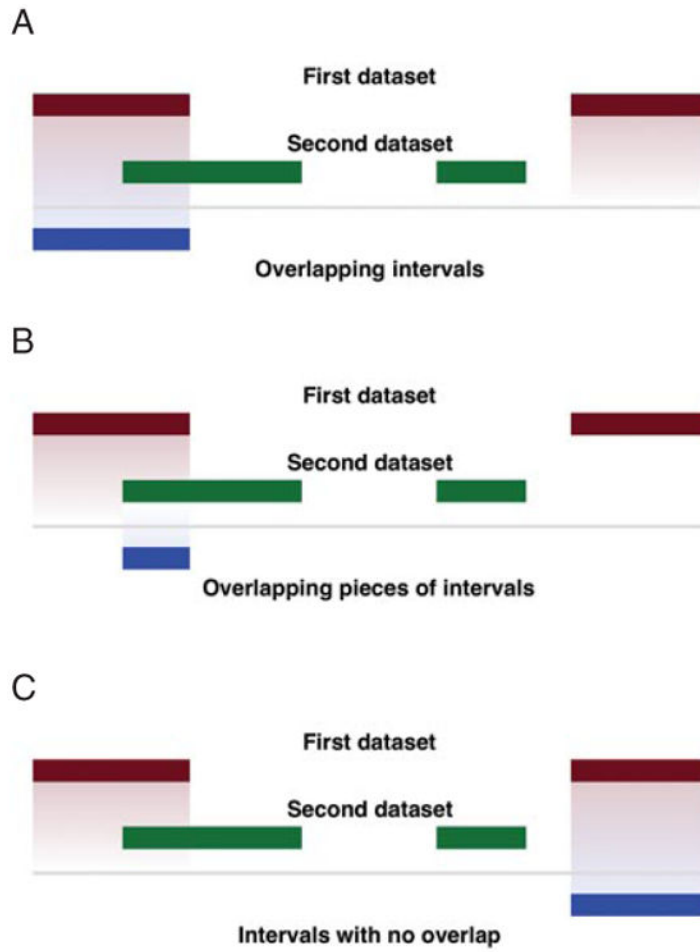 A
First dataset
Second dataset
Overlapping intervals
B
First dataset
Second dataset
Overlapping pieces of intervals
C
First dataset
Second dataset
Intervals with no overlap